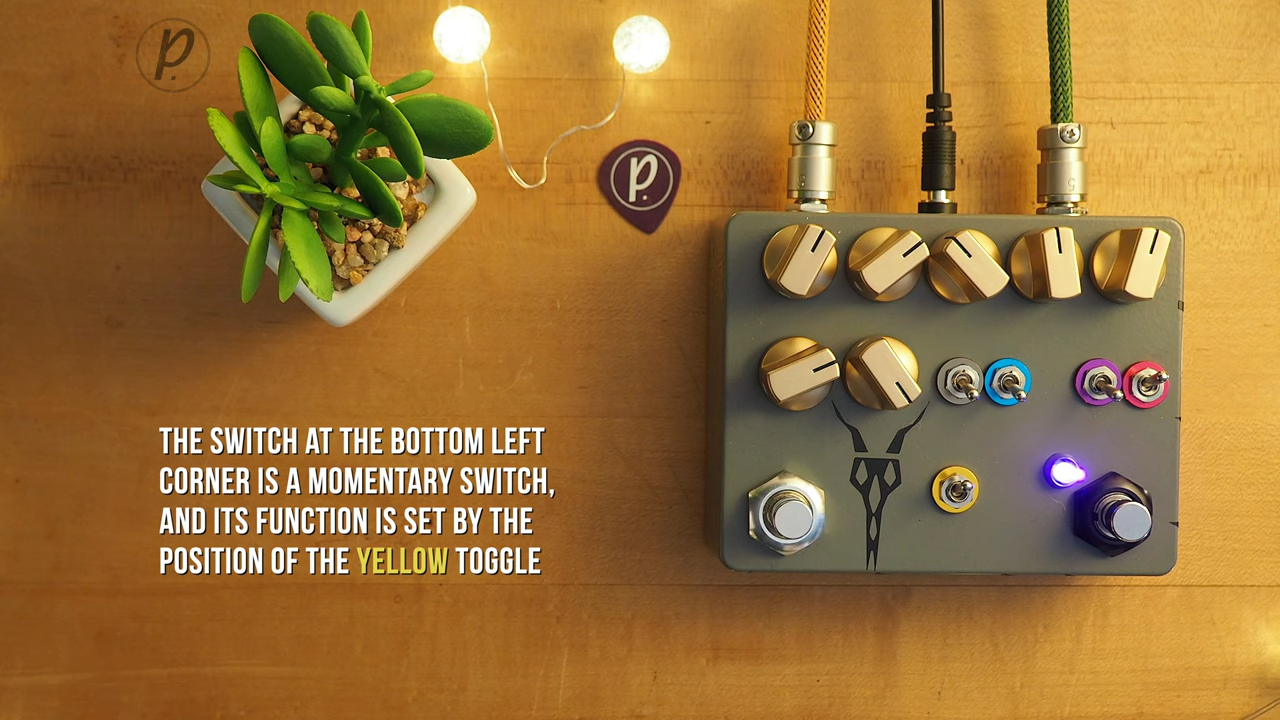 p.
p.
THE SWITCH AT THE BOTTOM LEFT
CORNER IS A MOMENTARY SWITCH,
AND ITS FUNCTION IS SET BY THE
POSITION OF THE YELLOW TOGGLE